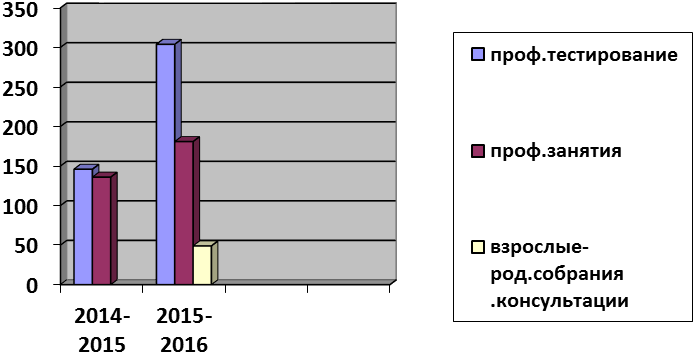 350
300
250
200
150
100
50
0
2014-
2015
2015-
2016
проф.тестирование
проф.занятия
взрослые-
род.собрания
.консультации